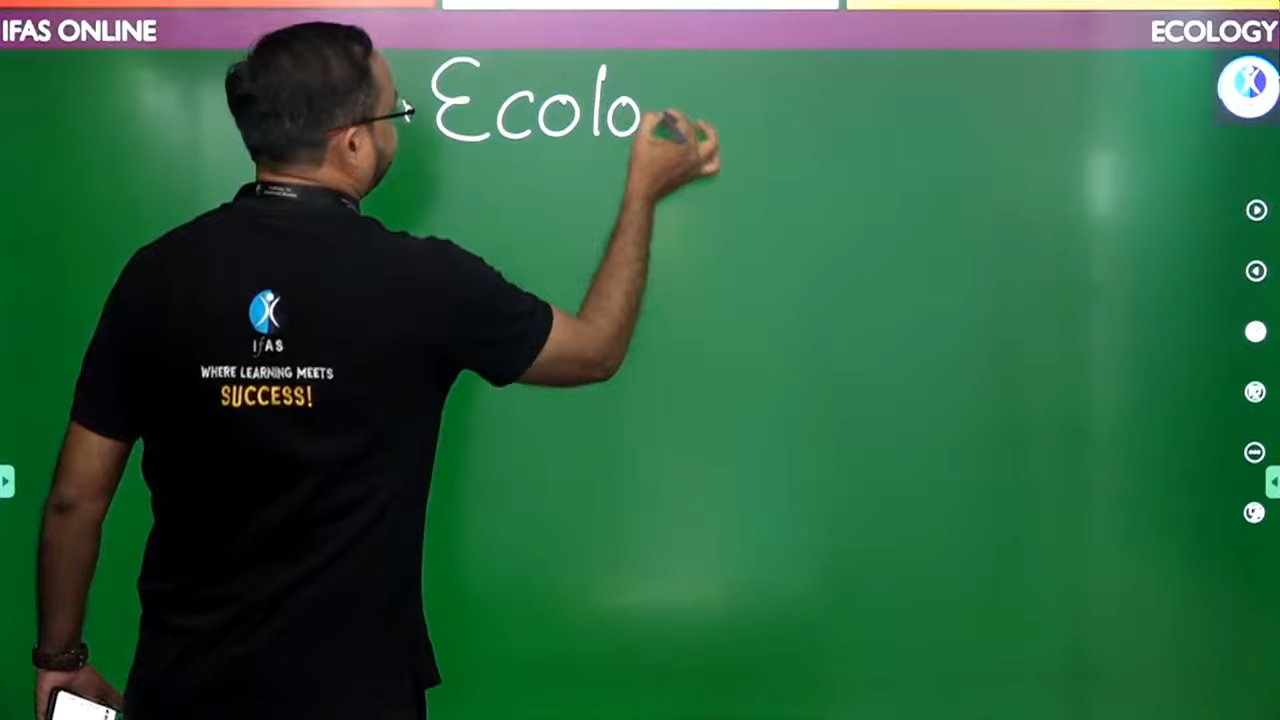 IFAS ONLINE
ECOLOGY
Ecolo
IfAS
WHERE LEARNING MEETS
SUCCESS!